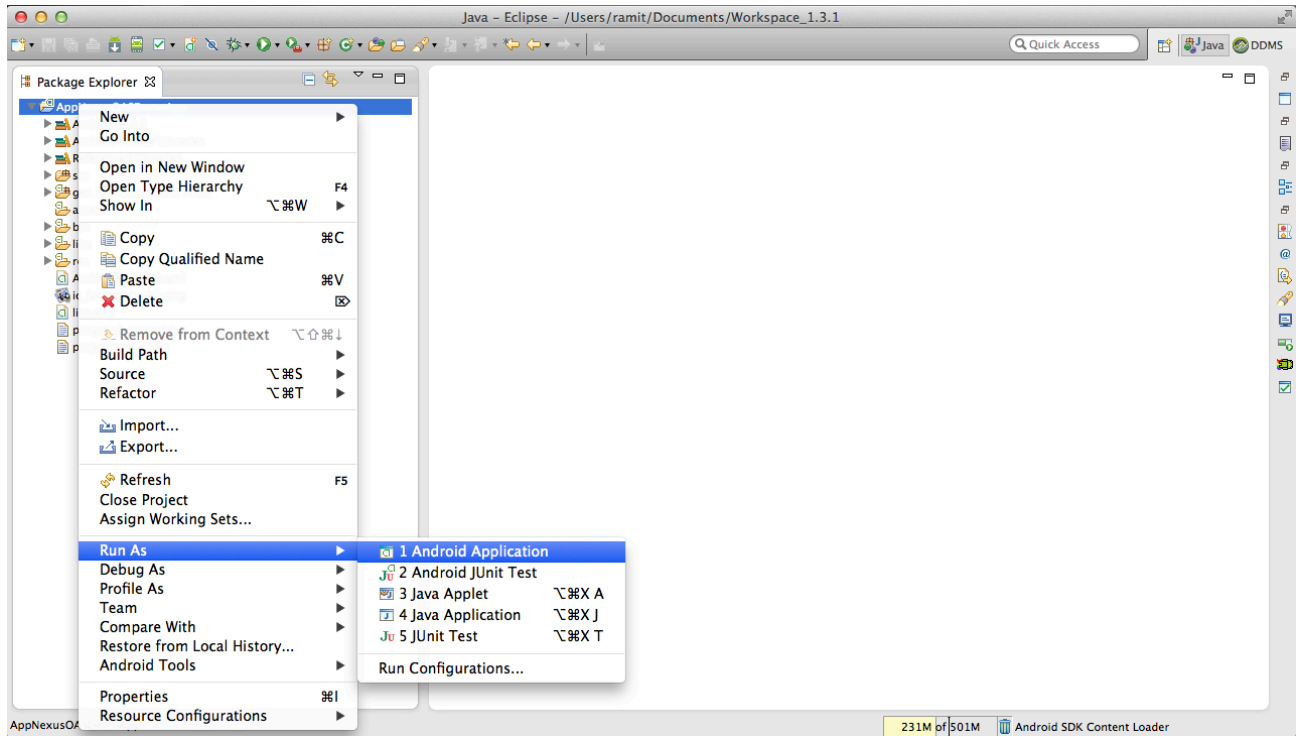 Java – Eclipse – /Users/ramit/Documents/Workspace_1.3.1
Quick Access
Java
DDMS
Package Explorer
New
Go Into
Open in New Window
Open Type Hierarchy F4
Show In ⌥⌘W
Copy ⌘C
Copy Qualified Name
Paste ⌘V
Delete ⌦
Remove from Context ⌥⇧⌘↓
Build Path
Source ⌥⌘S
Refactor ⌥⌘T
Import...
Export...
Refresh F5
Close Project
Assign Working Sets...
Run As
Debug As
Profile As
Team
Compare With
Restore from Local History...
Android Tools
Properties ⌘I
Resource Configurations
1 Android Application
2 Android JUnit Test
3 Java Applet ⌥⌘X A
4 Java Application ⌥⌘X J
5 JUnit Test ⌥⌘X T
Run Configurations...
231M of 501M
Android SDK Content Loader